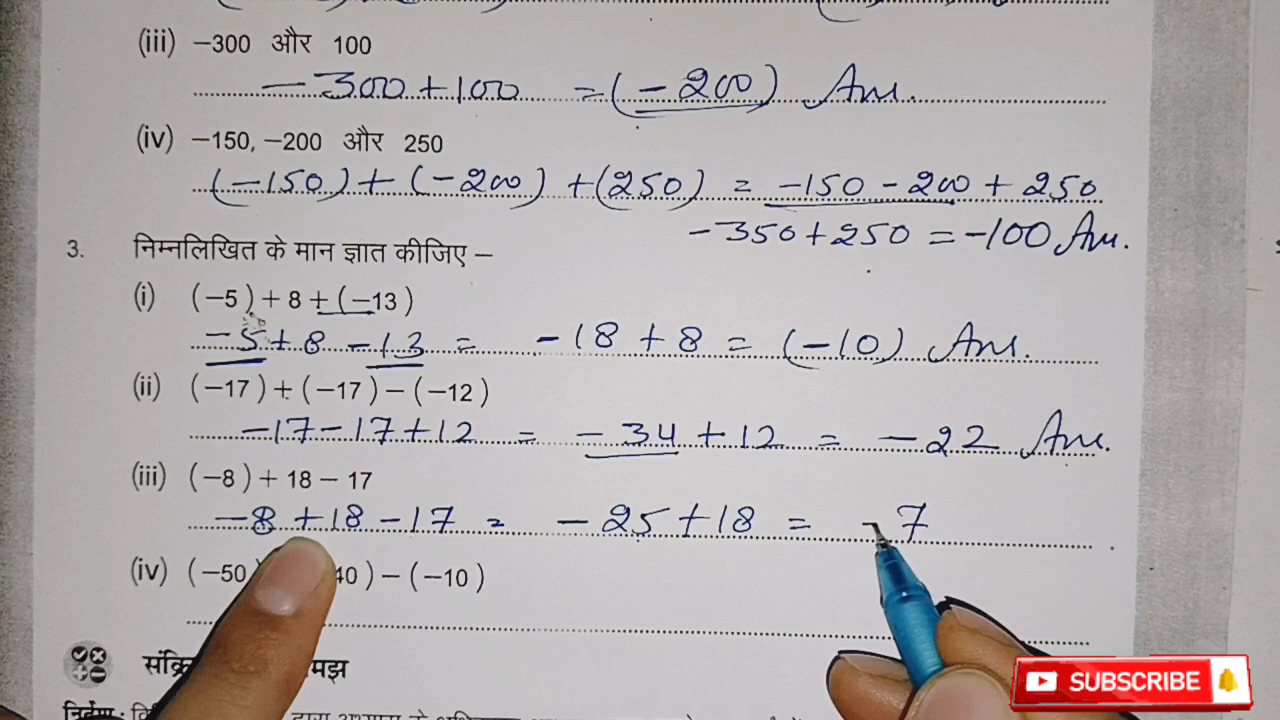 (iii) −300 और 100
−300+100 = (−200) Ans.
(iv) −150, −200 और 250
(−150)+(−200)+(250) = −150 −200 + 250
−350+250 = −100 Ans.
3. निम्नलिखित के मान ज्ञात कीजिए −
(i) (−5) + 8 + (−13)
−5+8 −13 = −18 +8 = (−10) Ans.
(ii) (−17) + (−17) − (−12)
−17−17+12 = −34 +12 = −22 Ans.
(iii) (−8) + 18 − 17
−8 +18 −17 = −25 +18 = −7
(iv) (−50 40) − (−10)
SUBSCRIBE